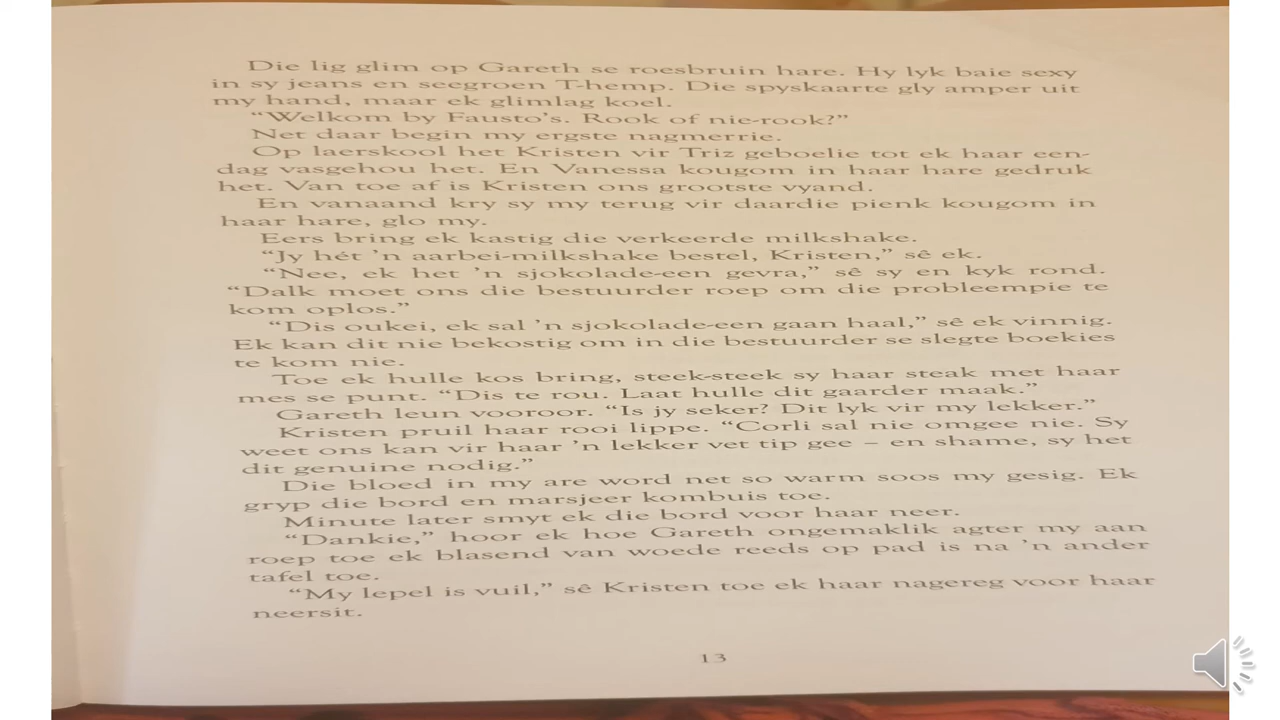 Die lig glim op Gareth se roesbruin hare. Hy lyk baie sexy
in sy jeans en seegroen T-hemp. Die spyskaarte gly amper uit
my hand, maar ek glimlag koel.
“Welkom by Fausto’s. Rook of nie-rook?”
Net daar begin my ergste nagmerrie.
Op laerskool het Kristen vir Triz geboelie tot ek haar een-
dag vasgehou het. En Vanessa kougom in haar hare gedruk
het. Van toe af is Kristen ons grootste vyand.
En vanaand kry sy my terug vir daardie pienk kougom in
haar hare, glo my.
Eers bring ek kastig die verkeerde milkshake.
“Jy hét ’n aarbei-milkshake bestel, Kristen,” sê ek.
“Nee, ek het ’n sjokolade-een gevra,” sê sy en kyk rond.
“Dalk moet ons die bestuurder roep om die probleempie te
kom oplos.”
“Dis oukei, ek sal ’n sjokolade-een gaan haal,” sê ek vinnig.
Ek kan dit nie bekostig om in die bestuurder se slegte boekies
te kom nie.
Toe ek hulle kos bring, steek-steek sy haar steak met haar
mes se punt. “Dis te rou. Laat hulle dit gaarder maak.”
Gareth leun vooroor. “Is jy seker? Dit lyk vir my lekker.”
Kristen pruil haar rooi lippe. “Corli sal nie omgee nie. Sy
weet ons kan vir haar ’n lekker vet tip gee – en shame, sy het
dit genuine nodig.”
Die bloed in my are word net so warm soos my gesig. Ek
gryp die bord en marsjeer kombuis toe.
Minute later smyt ek die bord voor haar neer.
“Dankie,” hoor ek hoe Gareth ongemaklik agter my aan
roep toe ek blasend van woede reeds op pad is na ’n ander
tafel toe.
“My lepel is vuil,” sê Kristen toe ek haar nagereg voor haar
neersit.
13